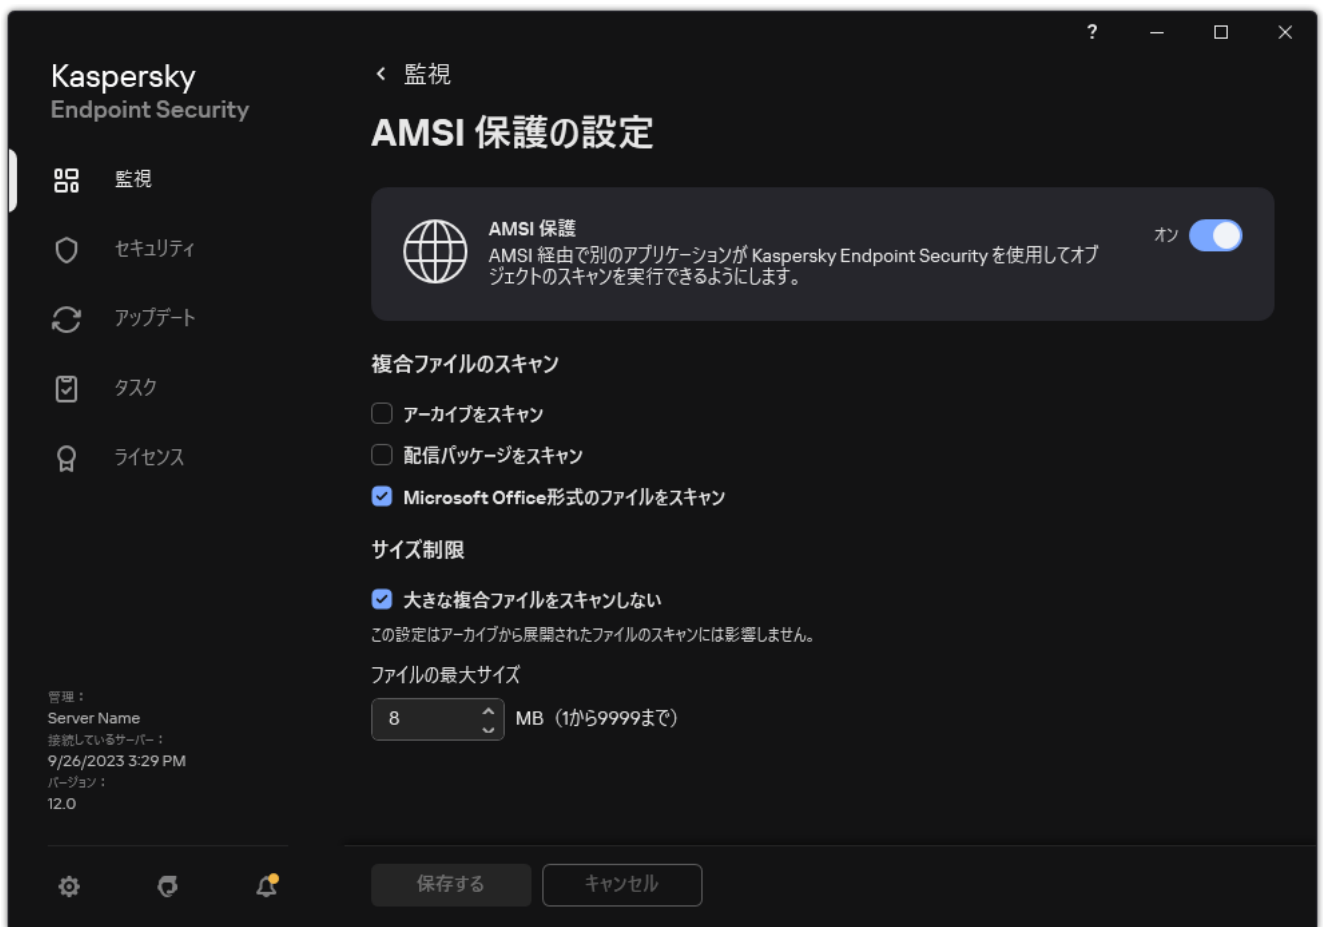 ?
Kaspersky
Endpoint Security
監視
セキュリティ
アップデート
タスク
ライセンス
管理：
Server Name
接続しているサーバー：
9/26/2023 3:29 PM
バージョン：
12.0
監視
AMSI 保護の設定
AMSI 保護
AMSI 経由で別のアプリケーションが Kaspersky Endpoint Security を使用してオブ
ジェクトのスキャンを実行できるようにします。
オン
複合ファイルのスキャン
アーカイブをスキャン
配信パッケージをスキャン
Microsoft Office形式のファイルをスキャン
サイズ制限
大きな複合ファイルをスキャンしない
この設定はアーカイブから展開されたファイルのスキャンには影響しません。
ファイルの最大サイズ
8 MB（1から9999まで）
保存する
キャンセル